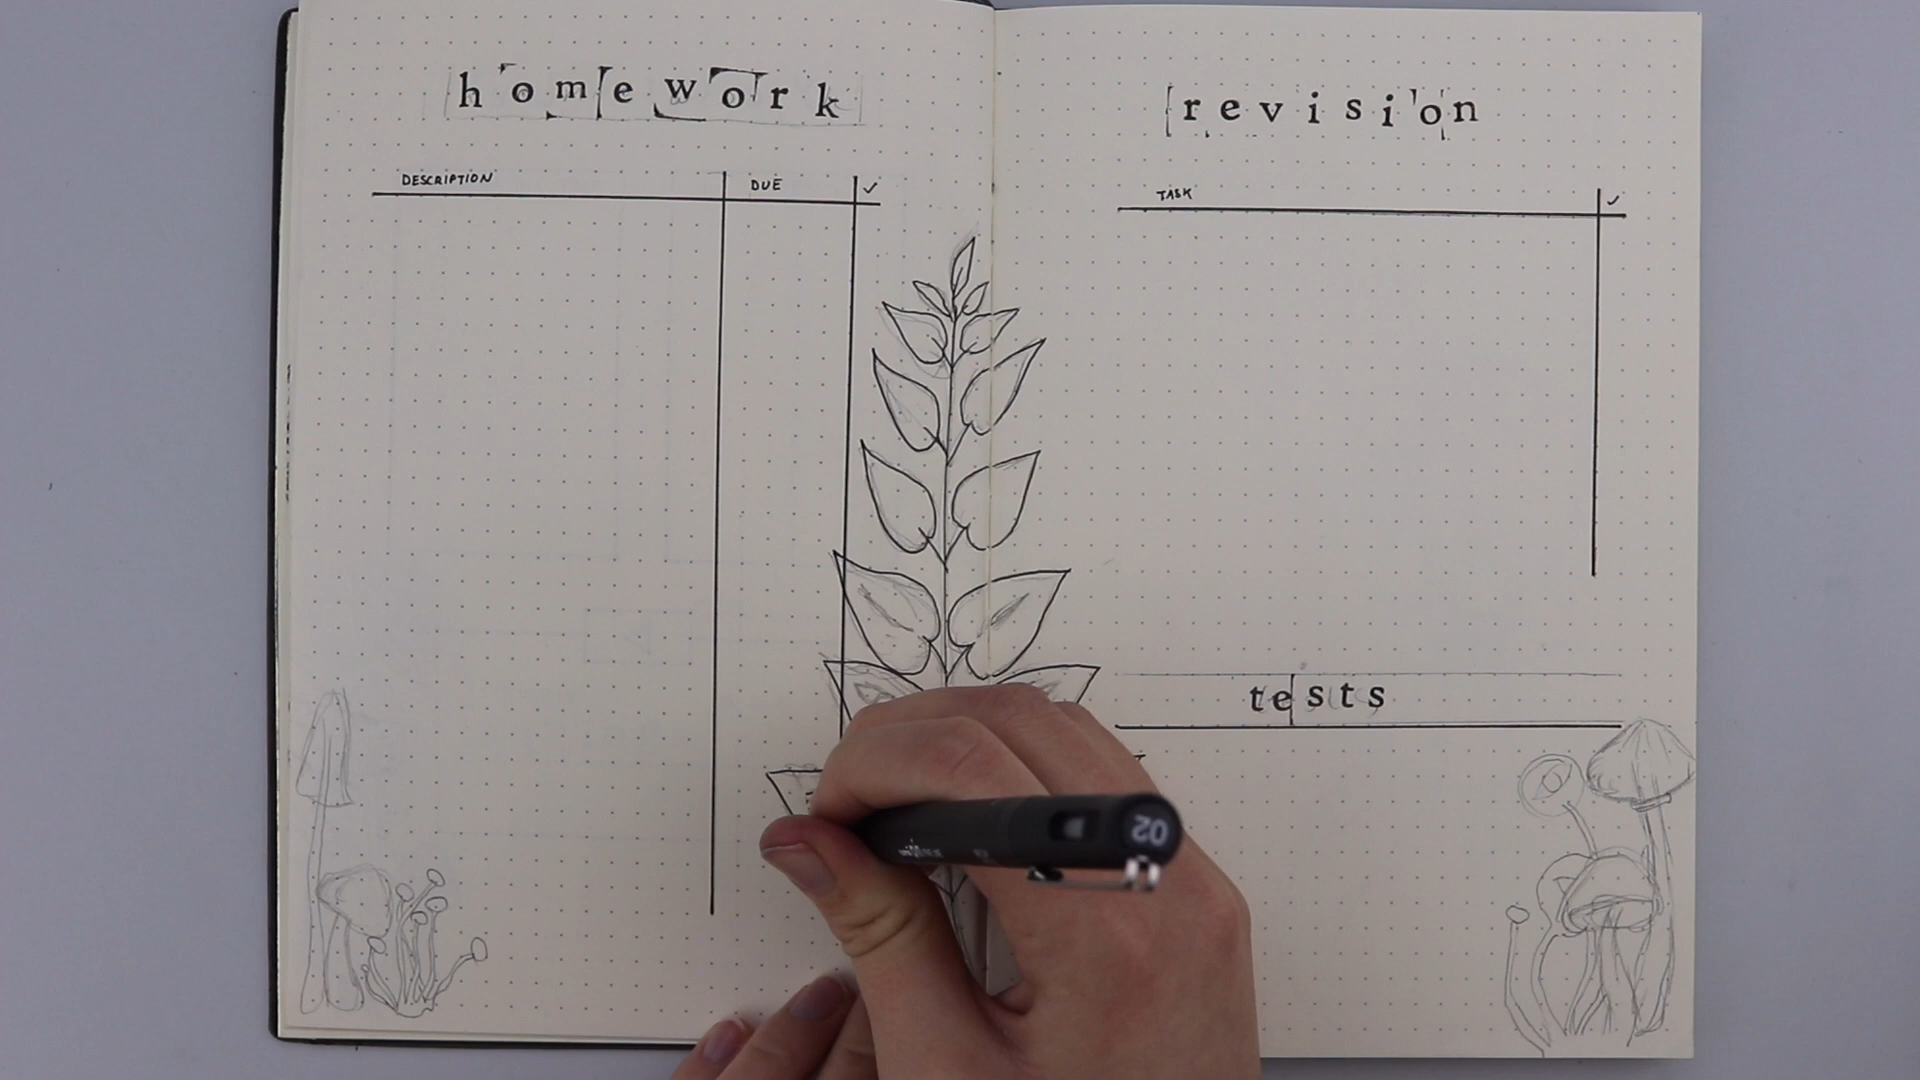 homework
DESCRIPTION DUE ✓
revision
TASK ✓
tests
02